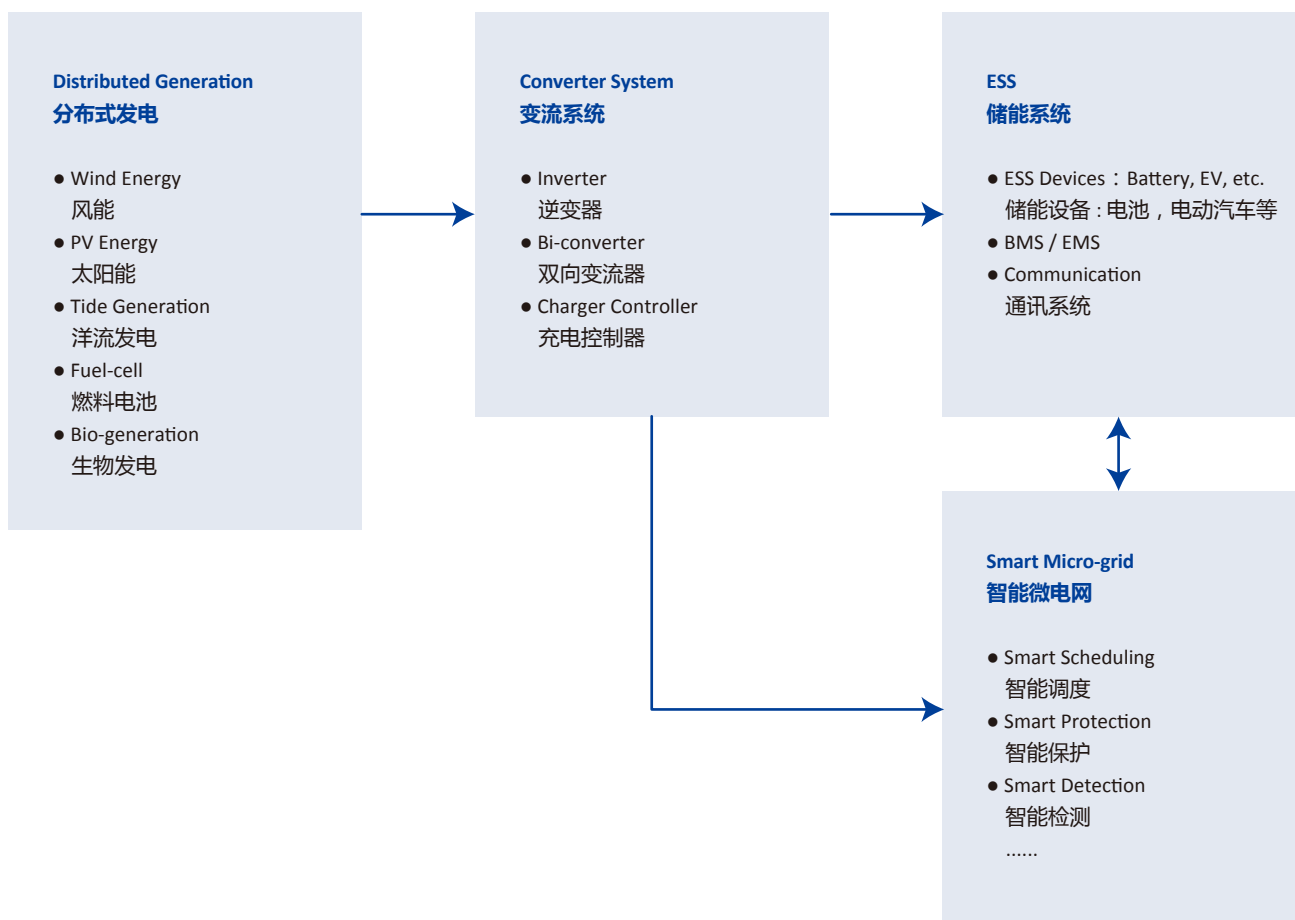 Distributed Generation
分布式发电
● Wind Energy
风能
● PV Energy
太阳能
● Tide Generation
洋流发电
● Fuel-cell
燃料电池
● Bio-generation
生物发电
Converter System
变流系统
● Inverter
逆变器
● Bi-converter
双向变流器
● Charger Controller
充电控制器
ESS
储能系统
● ESS Devices：Battery, EV, etc.
储能设备 : 电池，电动汽车等
● BMS / EMS
● Communication
通讯系统
Smart Micro-grid
智能微电网
● Smart Scheduling
智能调度
● Smart Protection
智能保护
● Smart Detection
智能检测
......